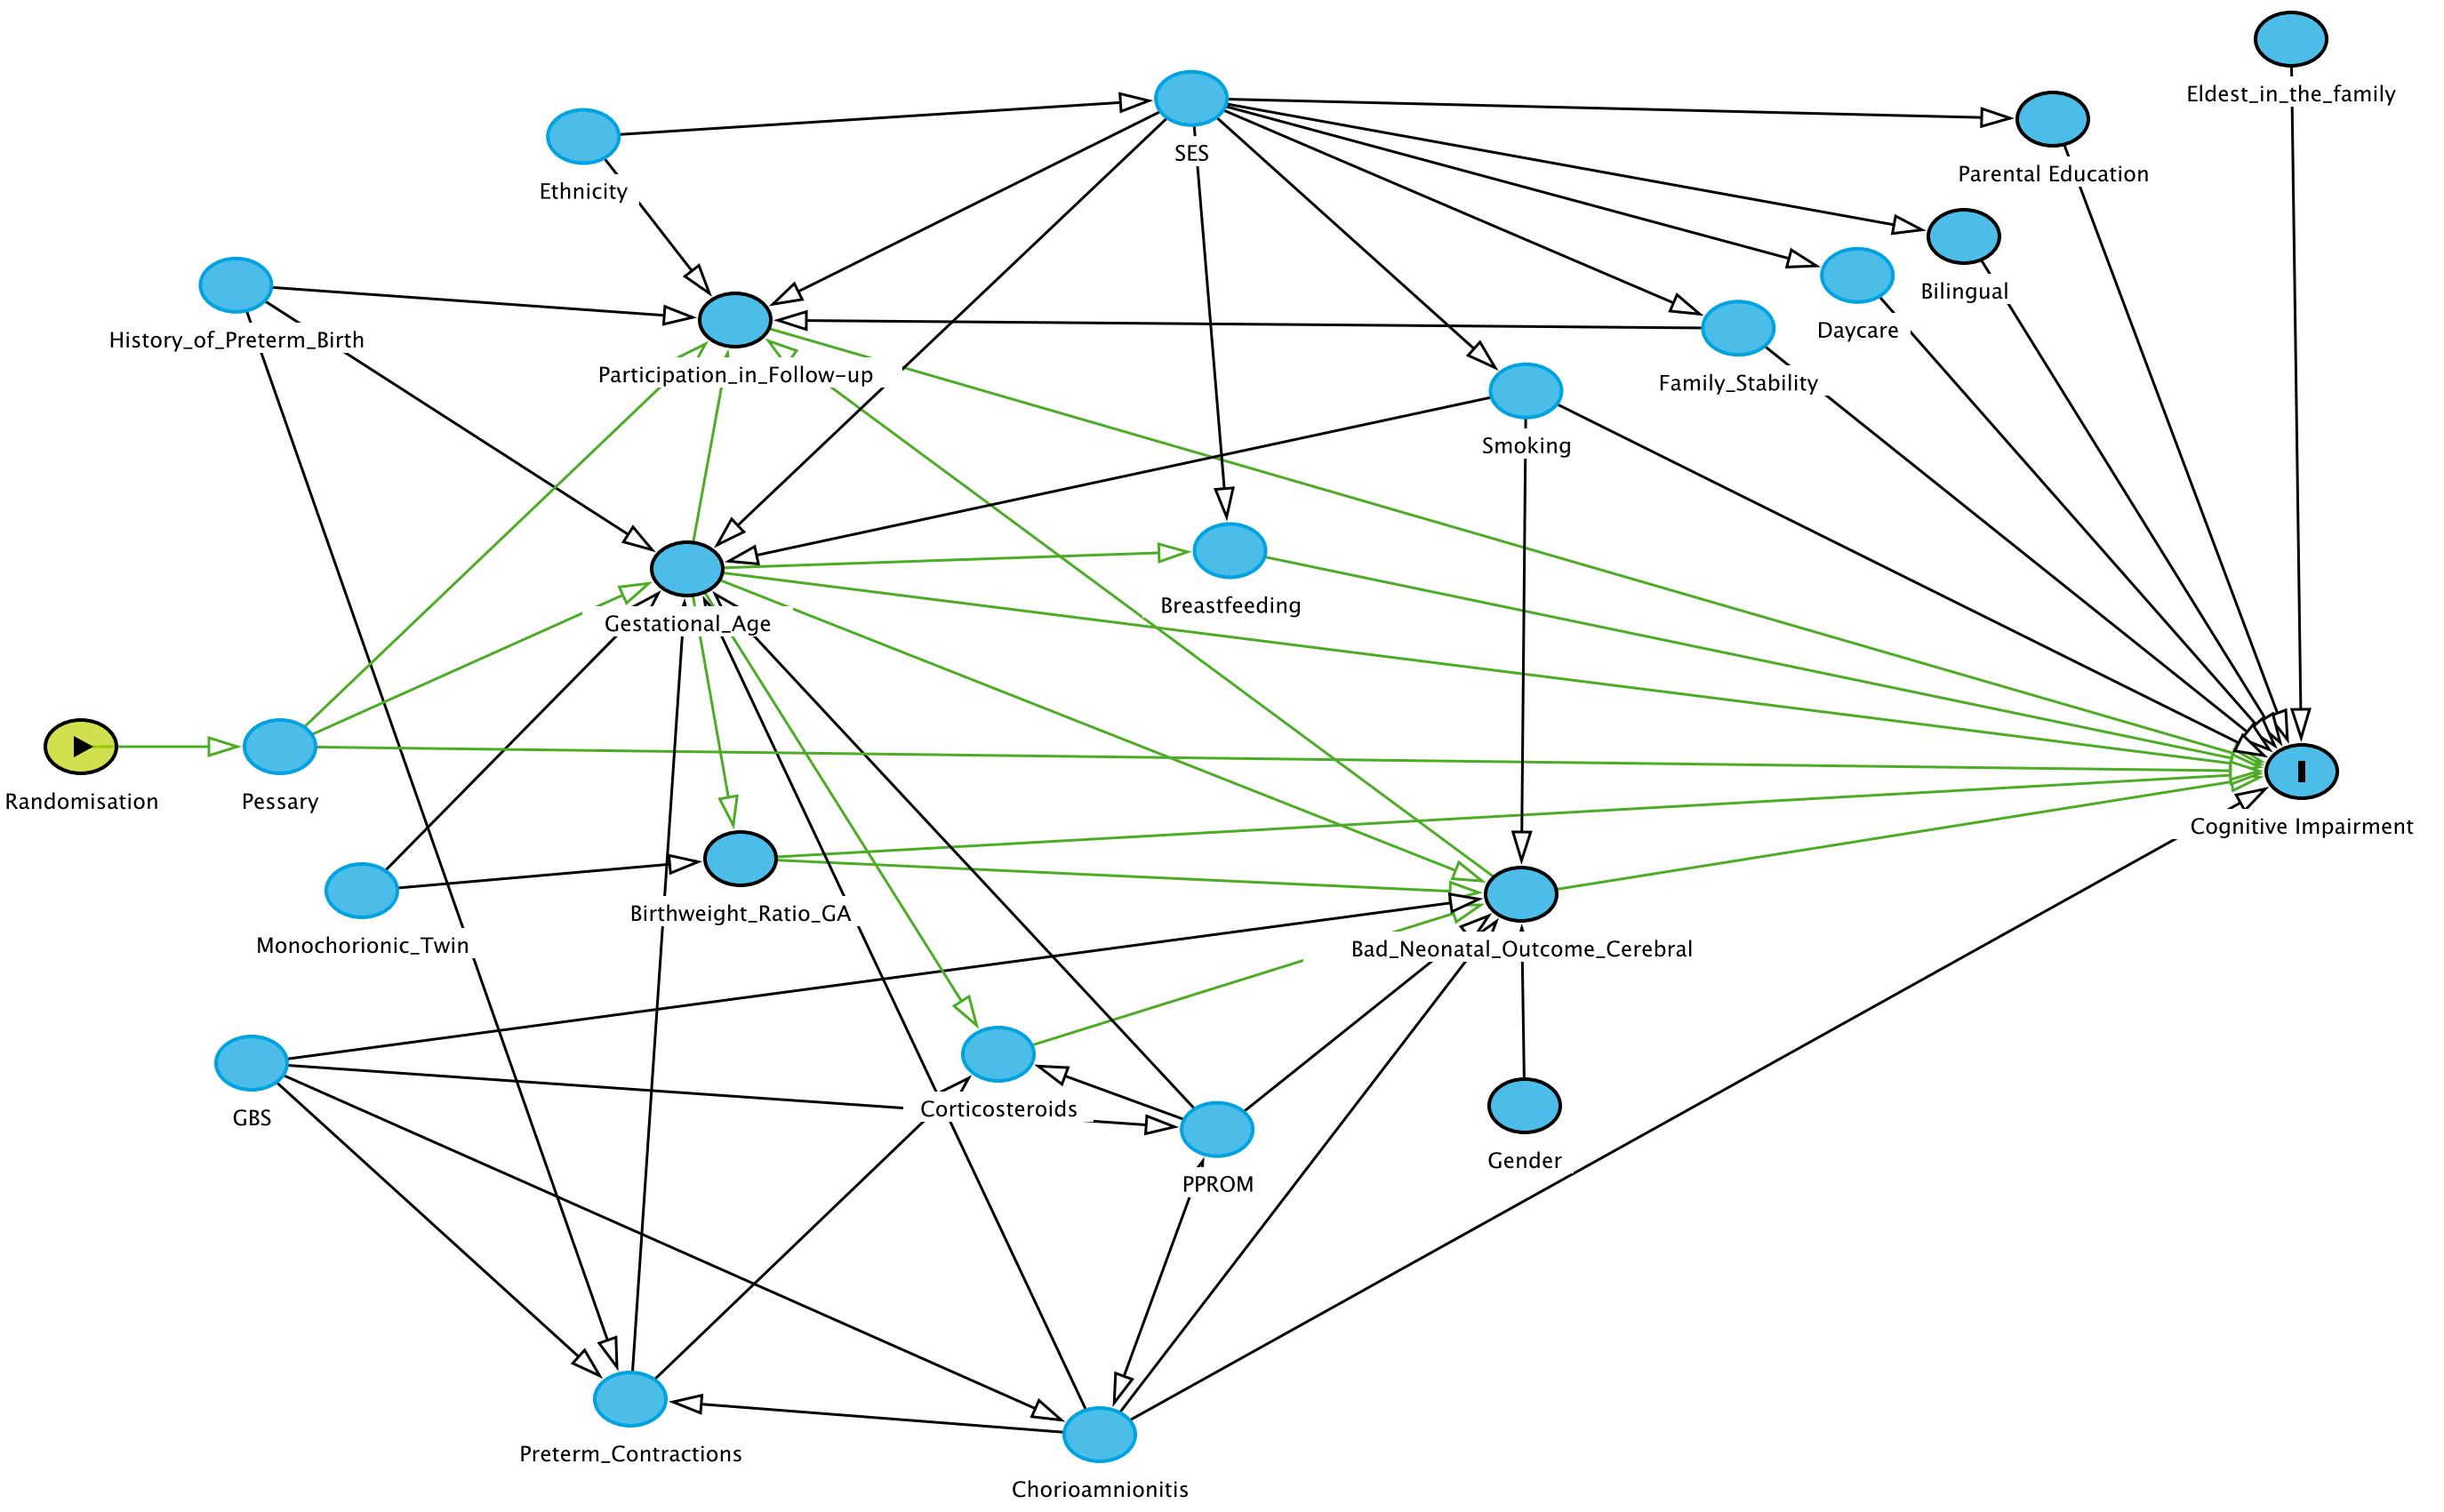 Eldest_in_the_family
SES
Parental Education
Ethnicity
Bilingual
Daycare
History_of_Preterm_Birth
Participation_in_Follow-up
Family_Stability
Smoking
Breastfeeding
Gestational_Age
Randomisation
Pessary
Cognitive Impairment
Birthweight_Ratio_GA
Monochorionic_Twin
Bad_Neonatal_Outcome_Cerebral
Corticosteroids
GBS
Gender
PPROM
Preterm_Contractions
Chorioamnionitis